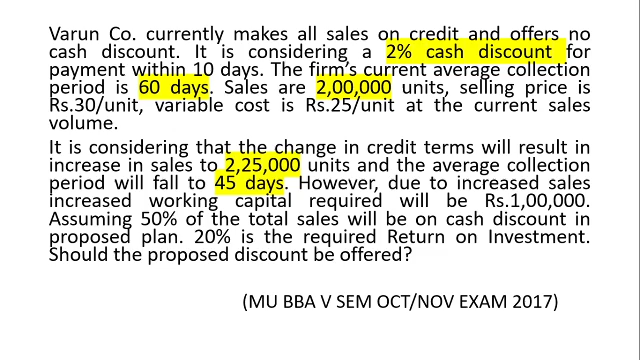 Varun Co. currently makes all sales on credit and offers no
cash discount. It is considering a 2% cash discount for
payment within 10 days. The firm's current average collection
period is 60 days. Sales are 2,00,000 units, selling price is
Rs.30/unit, variable cost is Rs.25/unit at the current sales
volume.
It is considering that the change in credit terms will result in
increase in sales to 2,25,000 units and the average collection
period will fall to 45 days. However, due to increased sales
increased working capital required will be Rs.1,00,000.
Assuming 50% of the total sales will be on cash discount in
proposed plan. 20% is the required Return on Investment.
Should the proposed discount be offered?
(MU BBA V SEM OCT/NOV EXAM 2017)